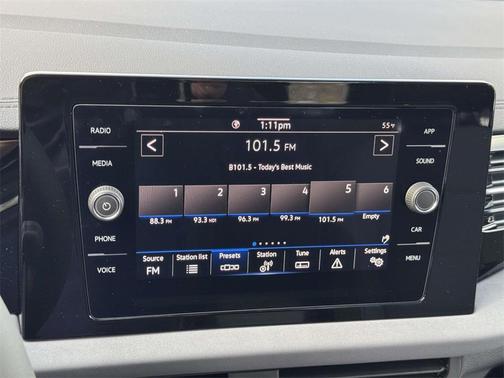 1:11pm
55°F
RADIO
101.5 FM
APP
MEDIA
B101.5 - Today's Best Music
SOUND
1 2 3 4 5 6
88.3 FM 93.3 HD1 96.3 FM 99.3 FM 101.5 FM Empty
PHONE
CAR
Source Station list Presets Station Tune Alerts Settings
FM
VOICE
MENU